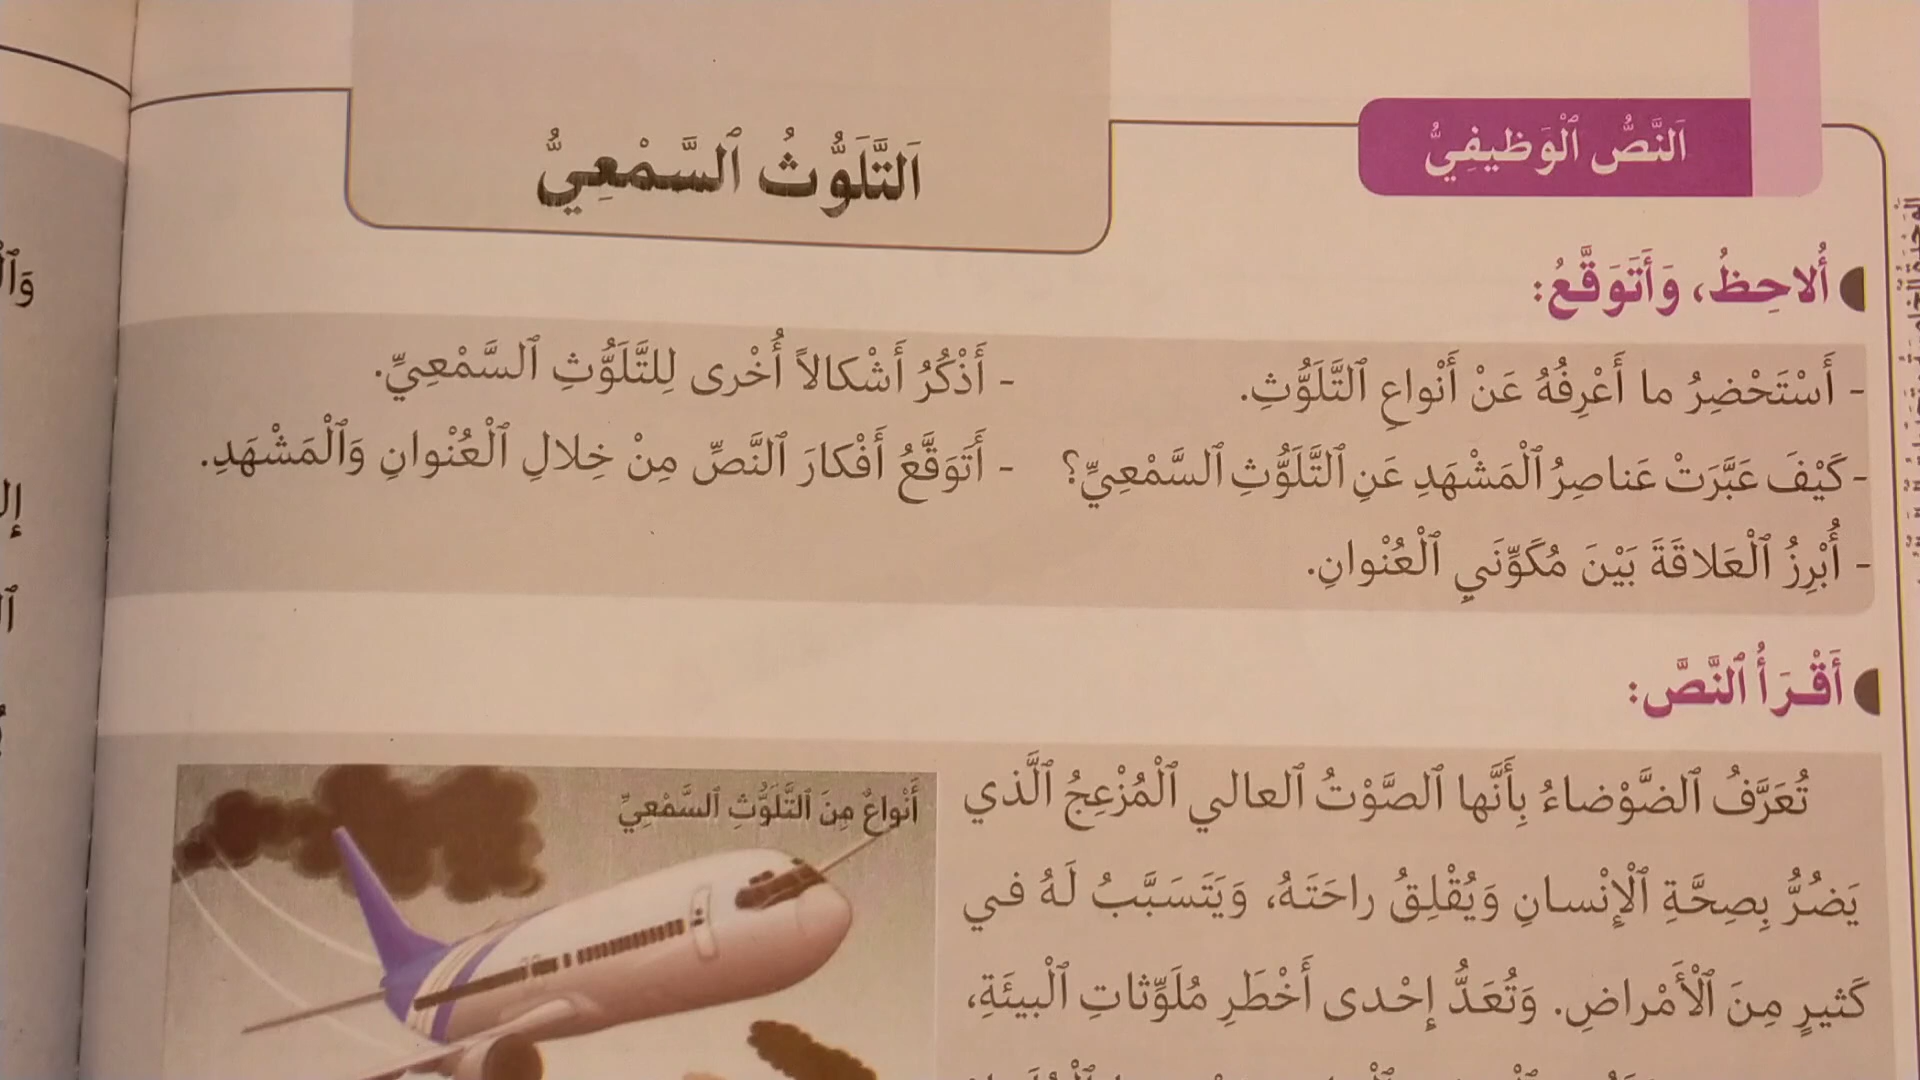 اَلنَّصُّ ٱلْوَظيفِيُّ
اَلتَّلَوُّثُ ٱلسَّمْعِيُّ
أُلاحِظُ، وَأَتَوَقَّعُ:
- أَسْتَحْضِرُ ما أَعْرِفُهُ عَنْ أَنْواعِ ٱلتَّلَوُّثِ.
- كَيْفَ عَبَّرَتْ عَناصِرُ ٱلْمَشْهَدِ عَنِ ٱلتَّلَوُّثِ ٱلسَّمْعِيِّ؟
- أُبْرِزُ ٱلْعَلاقَةَ بَيْنَ مُكَوِّنَيِ ٱلْعُنْوانِ.
- أَذْكُرُ أَشْكالاً أُخْرى لِلتَّلَوُّثِ ٱلسَّمْعِيِّ.
- أَتَوَقَّعُ أَفْكارَ ٱلنَّصِّ مِنْ خِلالِ ٱلْعُنْوانِ وَٱلْمَشْهَدِ.
أَقْرَأُ ٱلنَّصَّ:
تُعَرَّفُ ٱلضَّوْضاءُ بِأَنَّها ٱلصَّوْتُ ٱلعالي ٱلْمُزْعِجُ ٱلَّذي
يَضُرُّ بِصِحَّةِ ٱلْإِنْسانِ وَيُقْلِقُ راحَتَهُ، وَيَتَسَبَّبُ لَهُ في
كَثيرٍ مِنَ ٱلْأَمْراضِ. وَتُعَدُّ إِحْدى أَخْطَرِ مُلَوِّثاتِ ٱلْبيئَةِ،
أَنْواعٌ مِنَ ٱلتَّلَوُّثِ ٱلسَّمْعِيِّ